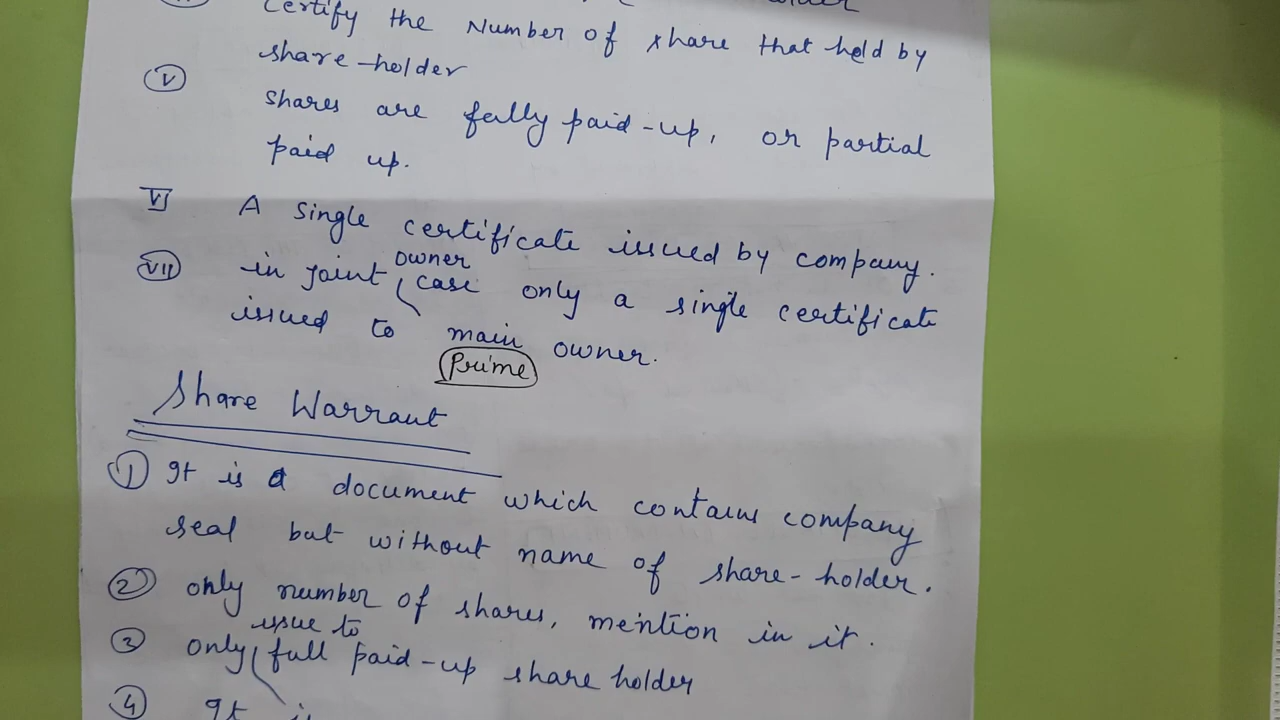 Certify the Number of share that held by
share-holder
V shares are fully paid-up, or partial
paid up.
VI A single certificate issued by company.
VII in joint owner case only a single certificate
issued to main owner.
Prime
Share Warrant
1 It is a document which contains company
seal but without name of share-holder.
2 only number of shares, mention in it.
3 only issue to full paid-up share holder
4 It is